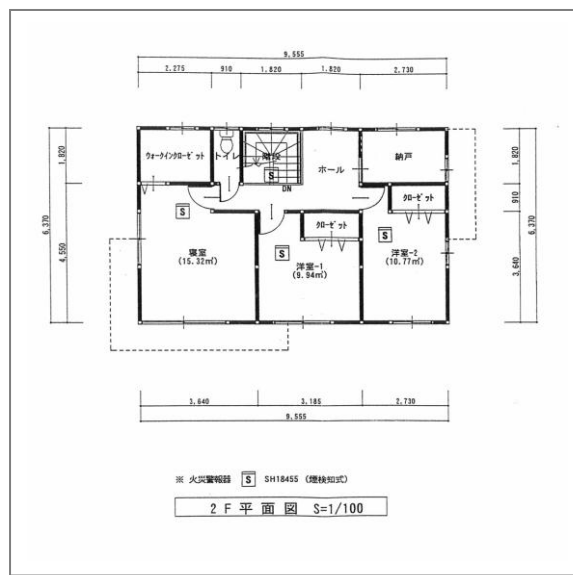 9,555
2,275 910 1,820 1,820 2,730
6,370
1,820
4,550
ウォークインクローゼット
トイレ
階段
S
DN
ホール
納戸
1,820
910
3,640
6,370
クローゼット
S
寝室
(15.32㎡)
クローゼット
S
洋室-1
(9.94㎡)
S
洋室-2
(10.77㎡)
3,640 3,185 2,730
9,555
※ 火災警報器 S SH18455 (煙検知式)
2F平面図 S=1/100